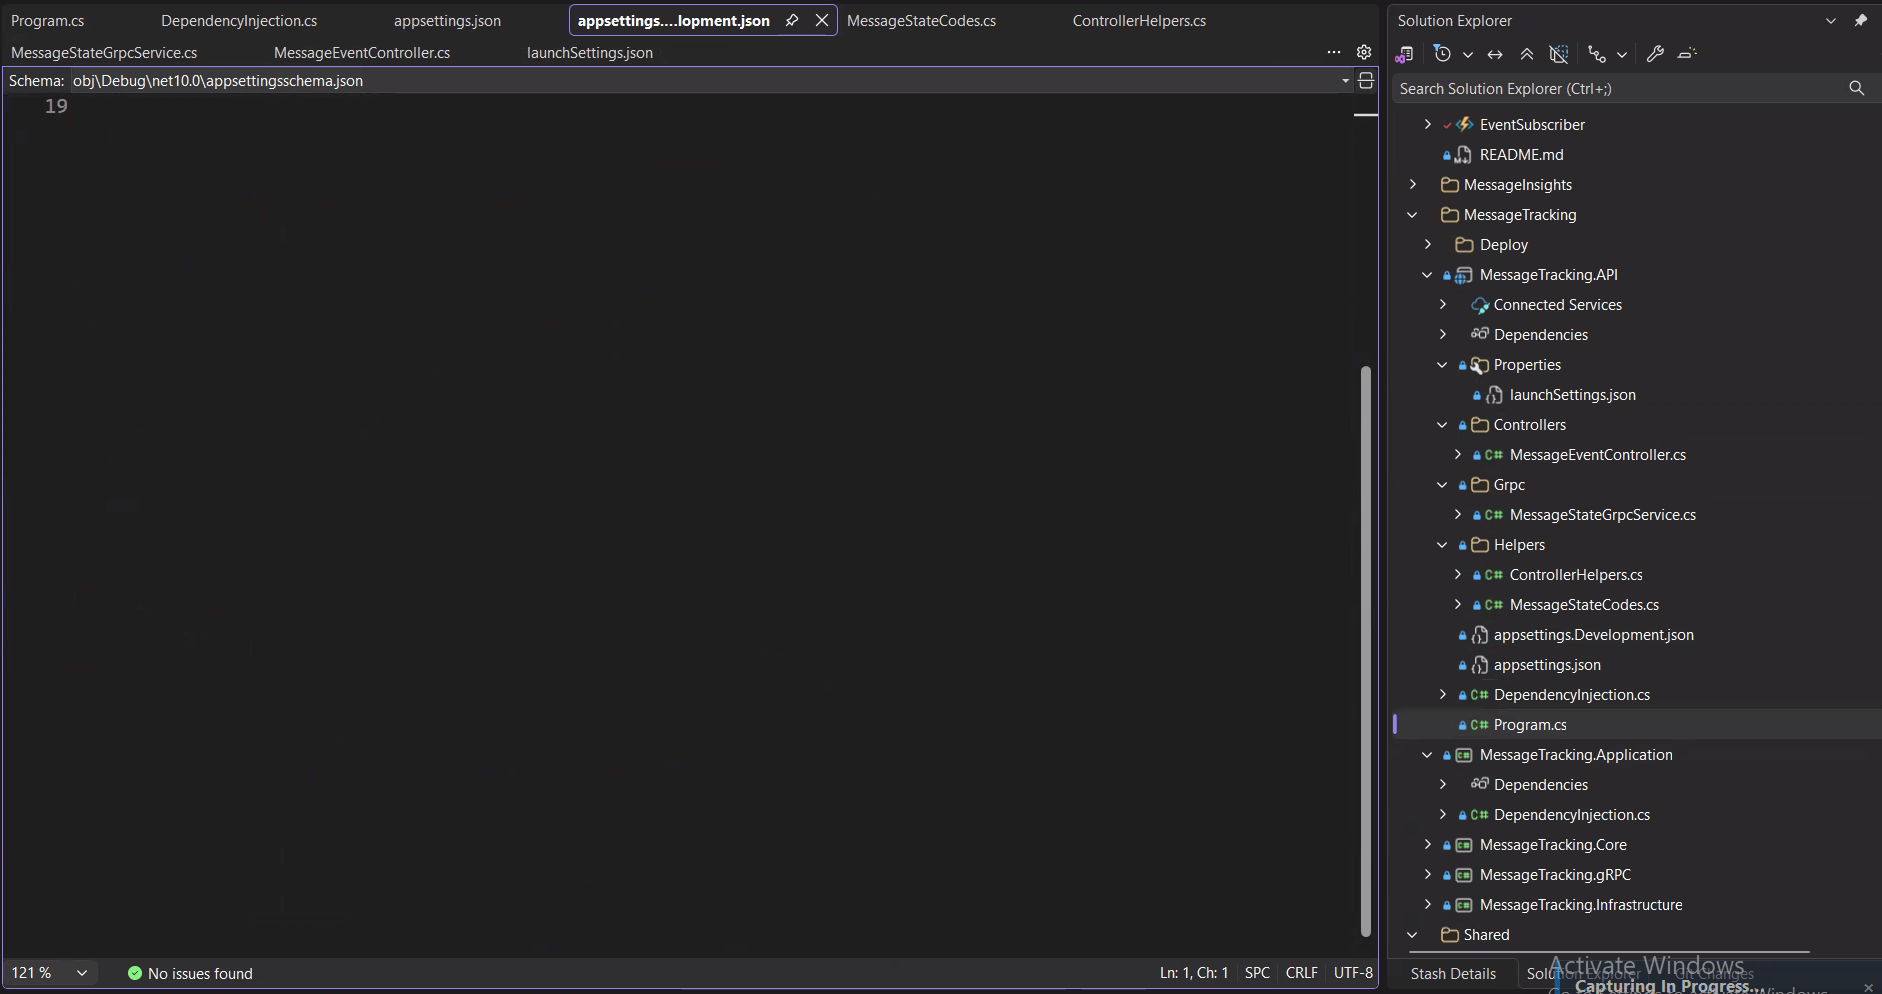 Program.cs DependencyInjection.cs appsettings.json appsettings....lopment.json MessageStateCodes.cs ControllerHelpers.cs
MessageStateGrpcService.cs MessageEventController.cs launchSettings.json
Schema: obj\Debug\net10.0\appsettingsschema.json
19
121 % No issues found Ln: 1, Ch: 1 SPC CRLF UTF-8
Solution Explorer
Search Solution Explorer (Ctrl+;)
EventSubscriber
README.md
MessageInsights
MessageTracking
Deploy
MessageTracking.API
Connected Services
Dependencies
Properties
launchSettings.json
Controllers
C# MessageEventController.cs
Grpc
C# MessageStateGrpcService.cs
Helpers
C# ControllerHelpers.cs
C# MessageStateCodes.cs
appsettings.Development.json
appsettings.json
C# DependencyInjection.cs
C# Program.cs
MessageTracking.Application
Dependencies
C# DependencyInjection.cs
MessageTracking.Core
MessageTracking.gRPC
MessageTracking.Infrastructure
Shared
Stash Details Solution Explorer Git Changes
Activate Windows
Capturing In Progress...